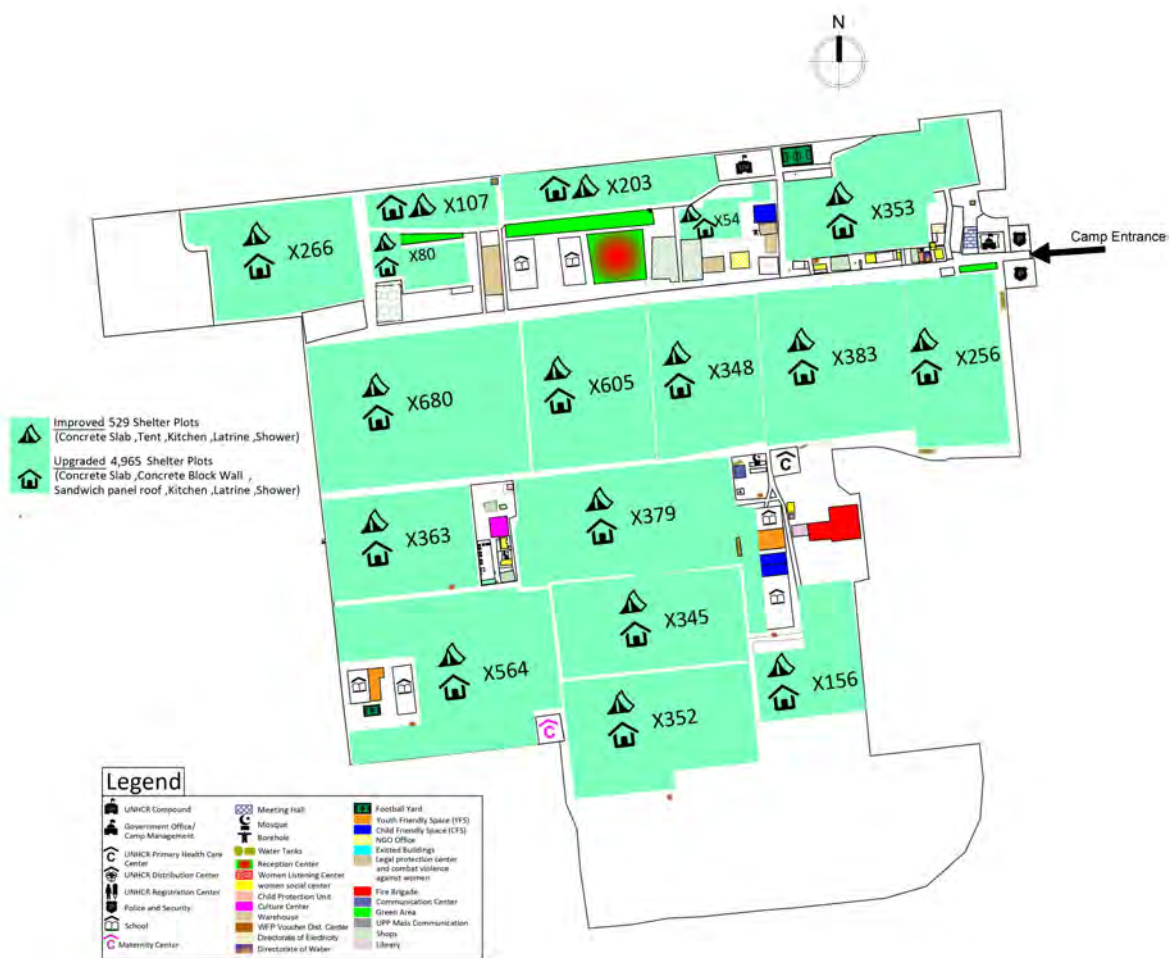 N
Camp Entrance
X107
X203
X54
X353
X266
X80
X680
X605
X348
X383
X256
Improved 529 Shelter Plots
(Concrete Slab ,Tent ,Kitchen ,Latrine ,Shower)
Upgraded 4,965 Shelter Plots
(Concrete Slab ,Concrete Block Wall ,
Sandwich panel roof ,Kitchen ,Latrine ,Shower)
C
X363
X379
X345
X564
X156
X352
C
Legend
UNHCR Compound
Government Office/
Camp Management
C
UNHCR Primary Health Care
Center
UNHCR Distribution Center
UNHCR Registration Center
Police and Security
School
C
Maternity Center
Meeting Hall
Mosque
Borehole
Water Tanks
Reception Center
Women Listening Center
women social center
Child Protection Unit
Culture Center
Warehouse
WFP Voucher Dist. Center
Directorate of Electricity
Directorate of Water
Football Yard
Youth Friendly Space (YFS)
Child Friendly Space (CFS)
NGO Office
Existed Buildings
Legal protection center
and combat violence
against women
Fire Brigade
Communication Center
Green Area
UPP Mass Communication
Shops
Library